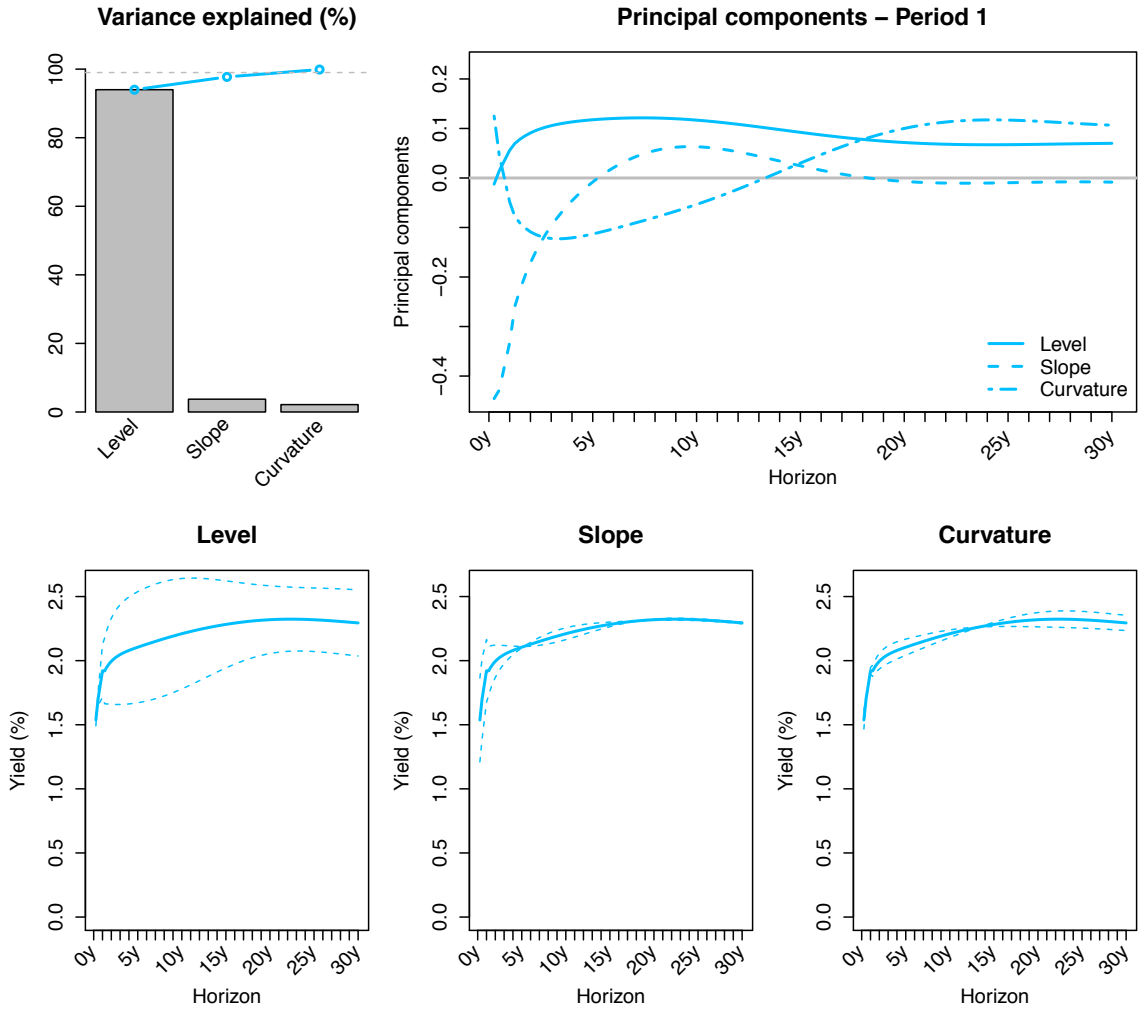 Variance explained (%)
100
80
60
40
20
0
Level
Slope
Curvature
Principal components – Period 1
Principal components
0.2
0.1
0.0
−0.2
−0.4
Level
Slope
Curvature
0y
5y
10y
15y
20y
25y
30y
Horizon
Level
Yield (%)
2.5
2.0
1.5
1.0
0.5
0.0
0y
5y
10y
15y
20y
25y
30y
Horizon
Slope
Yield (%)
2.5
2.0
1.5
1.0
0.5
0.0
0y
5y
10y
15y
20y
25y
30y
Horizon
Curvature
Yield (%)
2.5
2.0
1.5
1.0
0.5
0.0
0y
5y
10y
15y
20y
25y
30y
Horizon